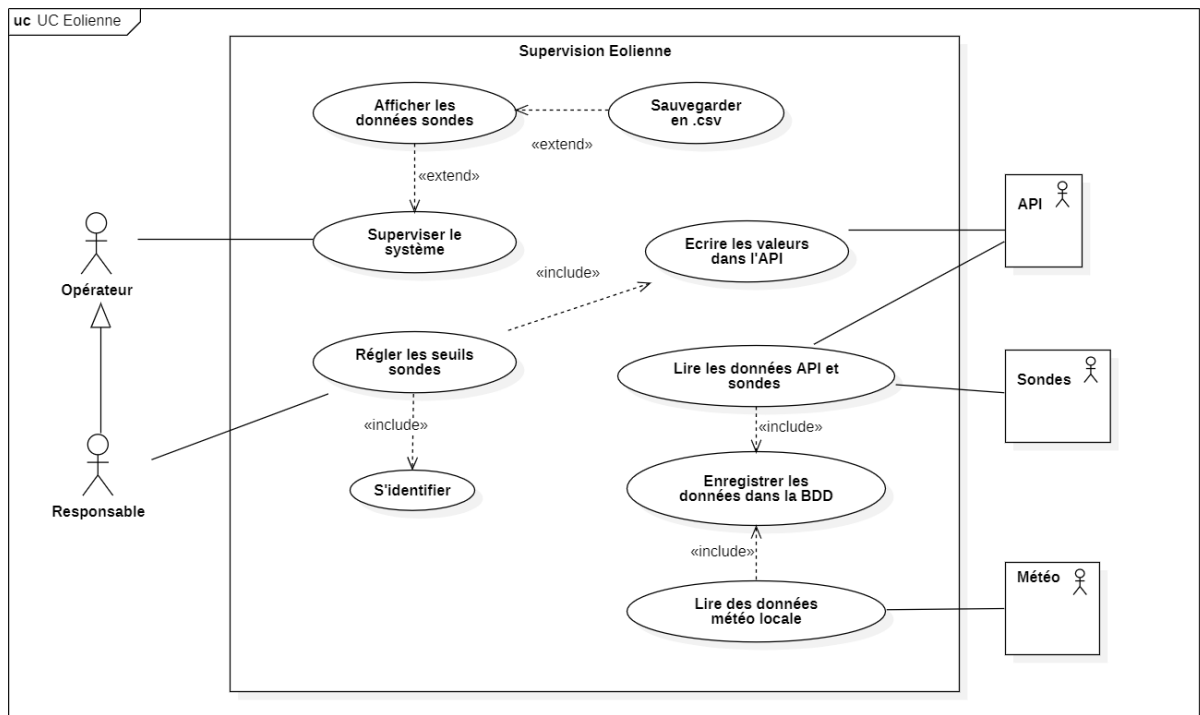 uc UC Eolienne
Supervision Eolienne
Afficher les
données sondes
Sauvegarder
en .csv
«extend»
«extend»
API
Opérateur
Superviser le
système
Ecrire les valeurs
dans l'API
«include»
Régler les seuils
sondes
Lire les données API et
sondes
Sondes
«include»
«include»
Responsable
S'identifier
Enregistrer les
données dans la BDD
«include»
Lire des données
météo locale
Météo